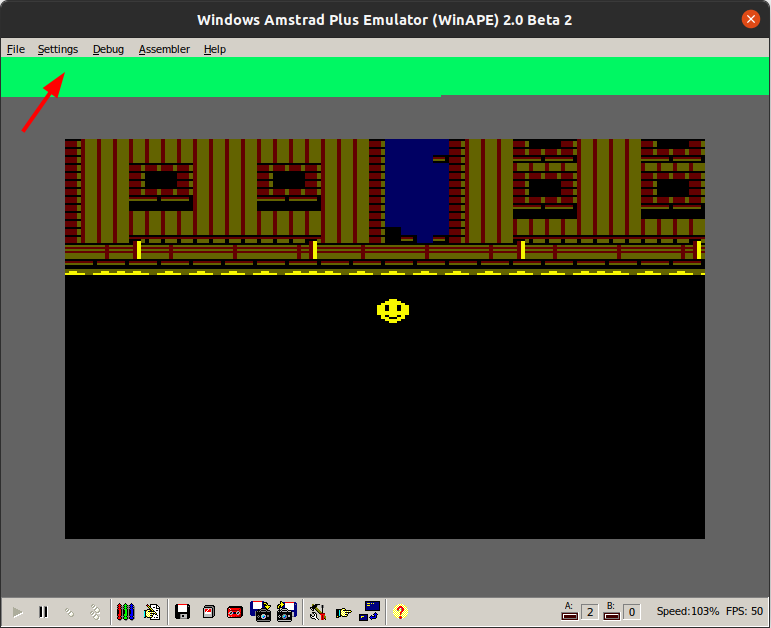 Windows Amstrad Plus Emulator (WinAPE) 2.0 Beta 2
File Settings Debug Assembler Help
A: 2 B: 0 Speed:103% FPS: 50